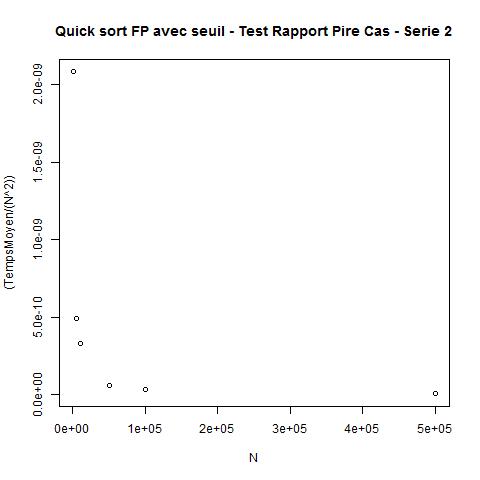 Quick sort FP avec seuil - Test Rapport Pire Cas - Serie 2
(TempsMoyen/(N^2))
2.0e-09
1.5e-09
1.0e-09
5.0e-10
0.0e+00
0e+00 1e+05 2e+05 3e+05 4e+05 5e+05
N